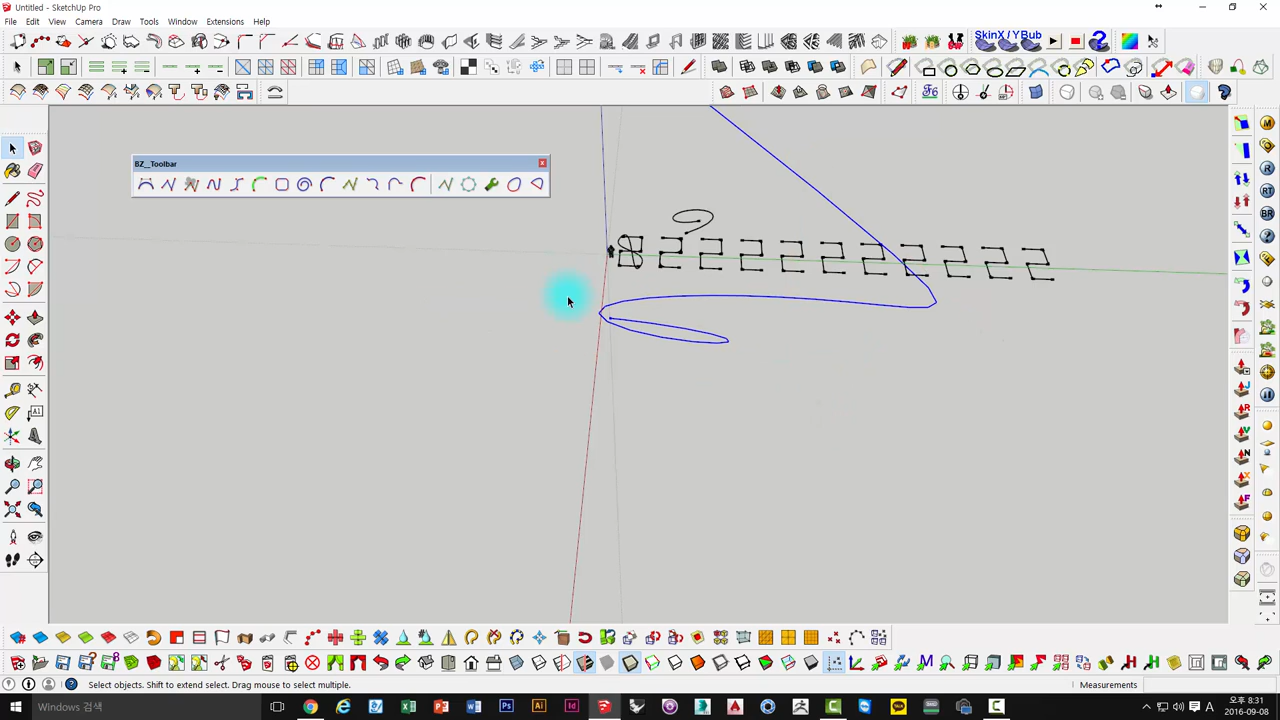 Untitled - SketchUp Pro
File Edit View Camera Draw Tools Window Extensions Help
SkinX / YBub
BZ__Toolbar
Select objects. Shift to extend select. Drag mouse to select multiple.
Measurements
Windows 검색
오후 8:31
2016-09-08